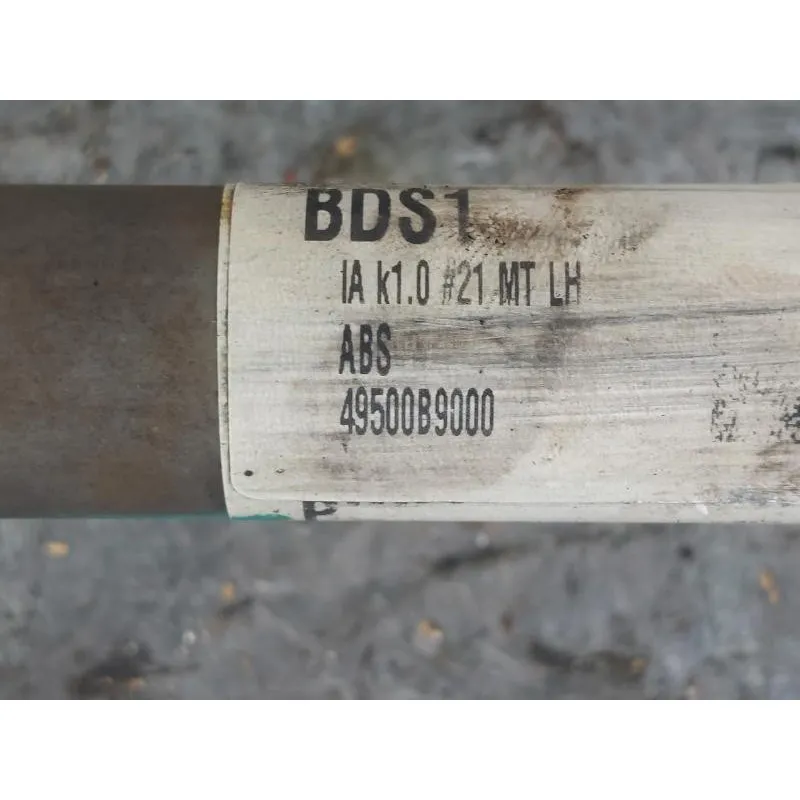 BDS1
IA k1.0 #21 MT LH
ABS
49500B9000